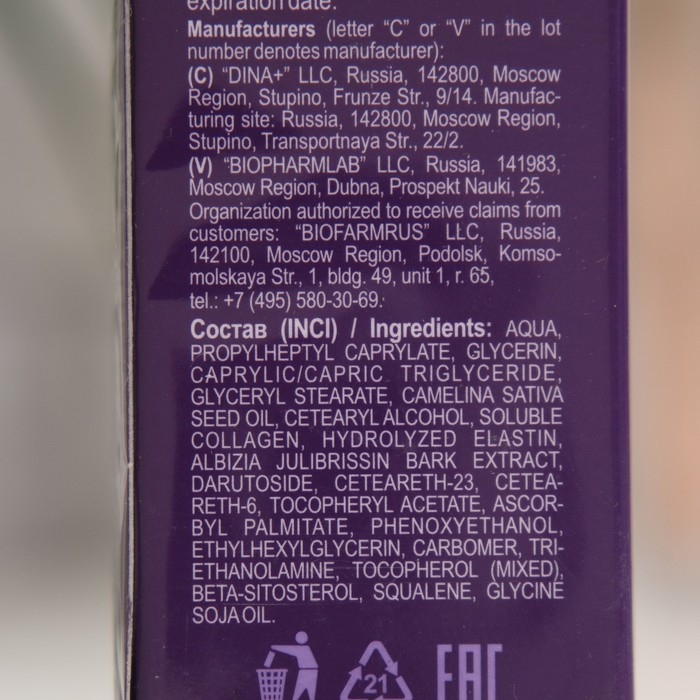 expiration date.
Manufacturers (letter “C” or “V” in the lot
number denotes manufacturer):
(C) “DINA+” LLC, Russia, 142800, Moscow
Region, Stupino, Frunze Str., 9/14. Manufac-
turing site: Russia, 142800, Moscow Region,
Stupino, Transportnaya Str., 22/2.
(V) “BIOPHARMLAB” LLC, Russia, 141983,
Moscow Region, Dubna, Prospekt Nauki, 25.
Organization authorized to receive claims from
customers: “BIOFARMRUS” LLC, Russia,
142100, Moscow Region, Podolsk, Komso-
molskaya Str., 1, bldg. 49, unit 1, r. 65,
tel.: +7 (495) 580-30-69.
Состав (INCI) / Ingredients: AQUA,
PROPYLHEPTYL CAPRYLATE, GLYCERIN,
CAPRYLIC/CAPRIC TRIGLYCERIDE,
GLYCERYL STEARATE, CAMELINA SATIVA
SEED OIL, CETEARYL ALCOHOL, SOLUBLE
COLLAGEN, HYDROLYZED ELASTIN,
ALBIZIA JULIBRISSIN BARK EXTRACT,
DARUTOSIDE, CETEARETH-23, CETEA-
RETH-6, TOCOPHERYL ACETATE, ASCOR-
BYL PALMITATE, PHENOXYETHANOL,
ETHYLHEXYLGLYCERIN, CARBOMER, TRI-
ETHANOLAMINE, TOCOPHEROL (MIXED),
BETA-SITOSTEROL, SQUALENE, GLYCINE
SOJA OIL.
21 EAC